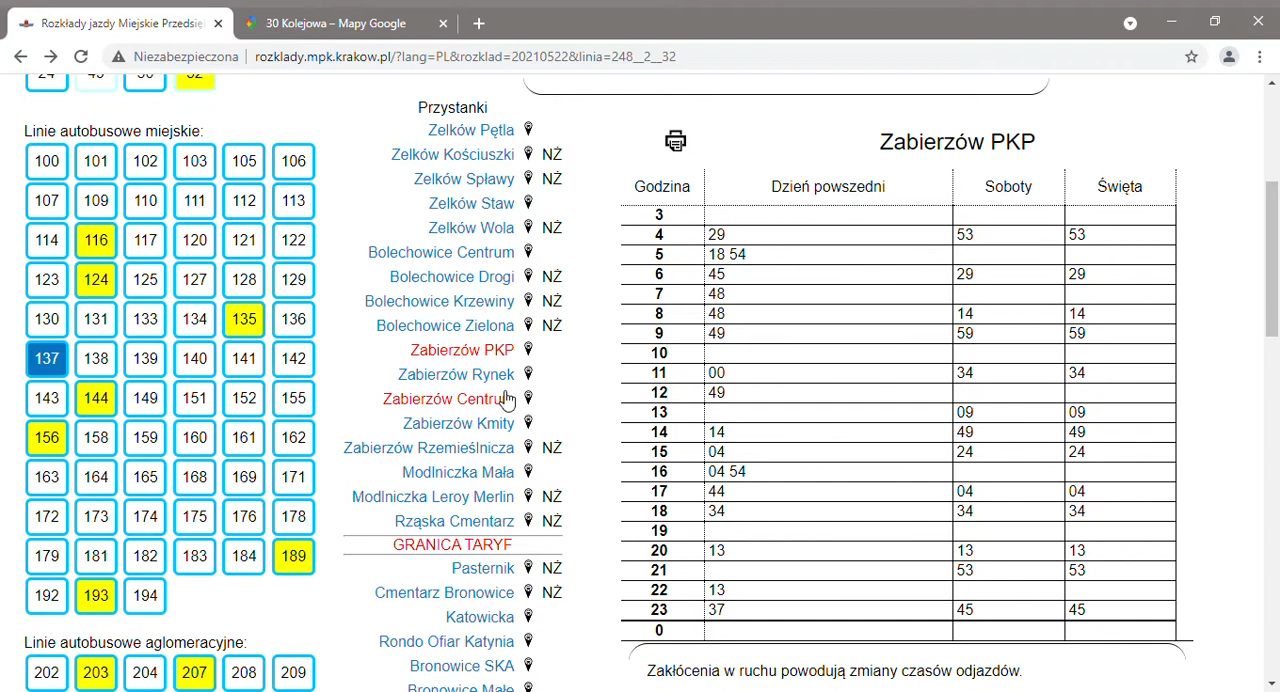 Rozkłady jazdy Miejskie Przedsię
30 Kolejowa – Mapy Google
Niezabezpieczona
rozklady.mpk.krakow.pl/?lang=PL&rozklad=20210522&linia=248__2__32
24 49 50 52
Linie autobusowe miejskie:
100 101 102 103 105 106
107 109 110 111 112 113
114 116 117 120 121 122
123 124 125 127 128 129
130 131 133 134 135 136
137 138 139 140 141 142
143 144 149 151 152 155
156 158 159 160 161 162
163 164 165 168 169 171
172 173 174 175 176 178
179 181 182 183 184 189
192 193 194
Linie autobusowe aglomeracyjne:
202 203 204 207 208 209
Przystanki
Zelków Pętla
Zelków Kościuszki NŻ
Zelków Spławy NŻ
Zelków Staw
Zelków Wola NŻ
Bolechowice Centrum
Bolechowice Drogi NŻ
Bolechowice Krzewiny NŻ
Bolechowice Zielona NŻ
Zabierzów PKP
Zabierzów Rynek
Zabierzów Centrum
Zabierzów Kmity
Zabierzów Rzemieślnicza NŻ
Modlniczka Mała
Modlniczka Leroy Merlin NŻ
Rząska Cmentarz NŻ
GRANICA TARYF
Pasternik NŻ
Cmentarz Bronowice NŻ
Katowicka
Rondo Ofiar Katynia
Bronowice SKA
Bronowice Małe
Zabierzów PKP
Godzina Dzień powszedni Soboty Święta
3
4 29 53 53
5 18 54
6 45 29 29
7 48
8 48 14 14
9 49 59 59
10
11 00 34 34
12 49
13 09 09
14 14 49 49
15 04 24 24
16 04 54
17 44 04 04
18 34 34 34
19
20 13 13 13
21 53 53
22 13
23 37 45 45
0
Zakłócenia w ruchu powodują zmiany czasów odjazdów.